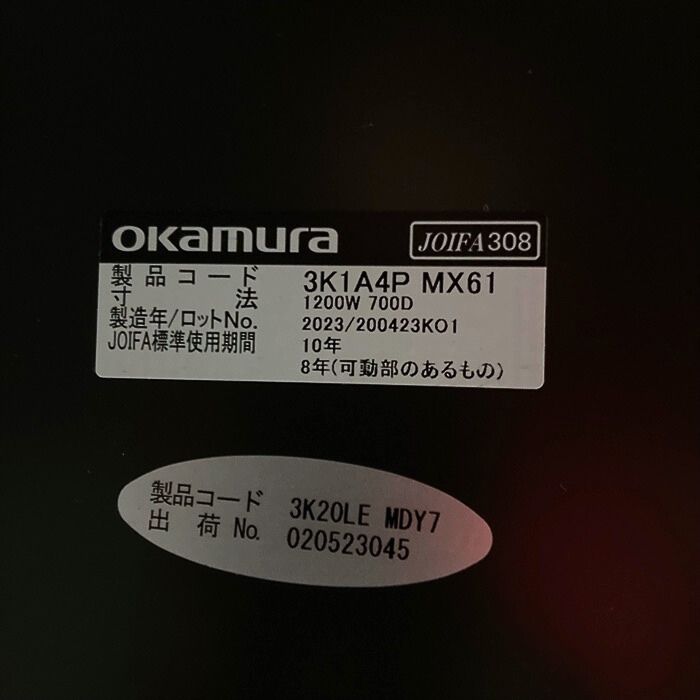 okamura JOIFA308
製品コード 3K1A4P MX61
寸法 1200W 700D
製造年/ロットNo. 2023/200423K01
JOIFA標準使用期間 10年
8年(可動部のあるもの)
製品コード 3K20LE MDY7
出荷 No. 020523045